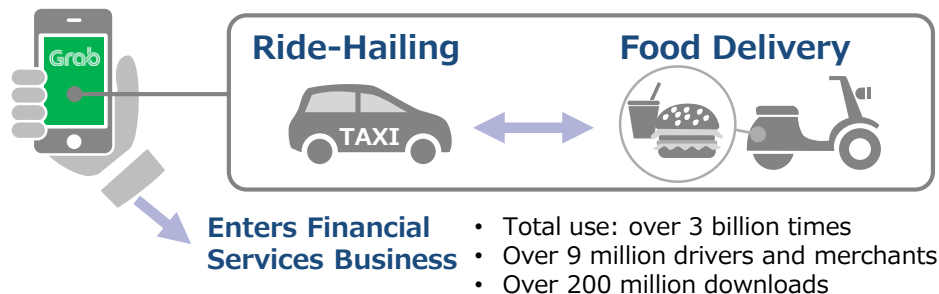 Grab
Ride-Hailing
Food Delivery
TAXI
Enters Financial
Services Business
• Total use: over 3 billion times
• Over 9 million drivers and merchants
• Over 200 million downloads